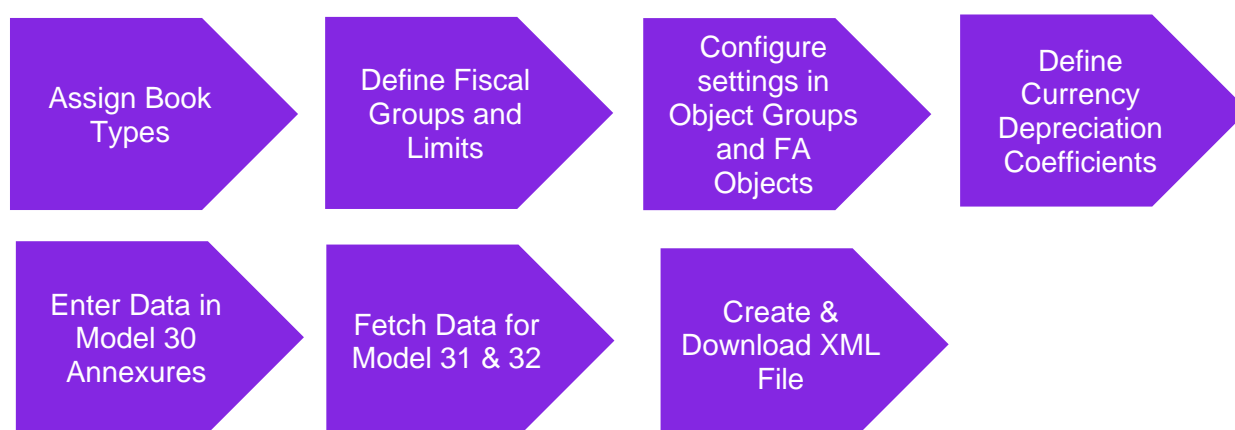 Assign Book
Types
Define Fiscal
Groups and
Limits
Configure
settings in
Object Groups
and FA
Objects
Define
Currency
Depreciation
Coefficients
Enter Data in
Model 30
Annexures
Fetch Data for
Model 31 & 32
Create &
Download XML
File